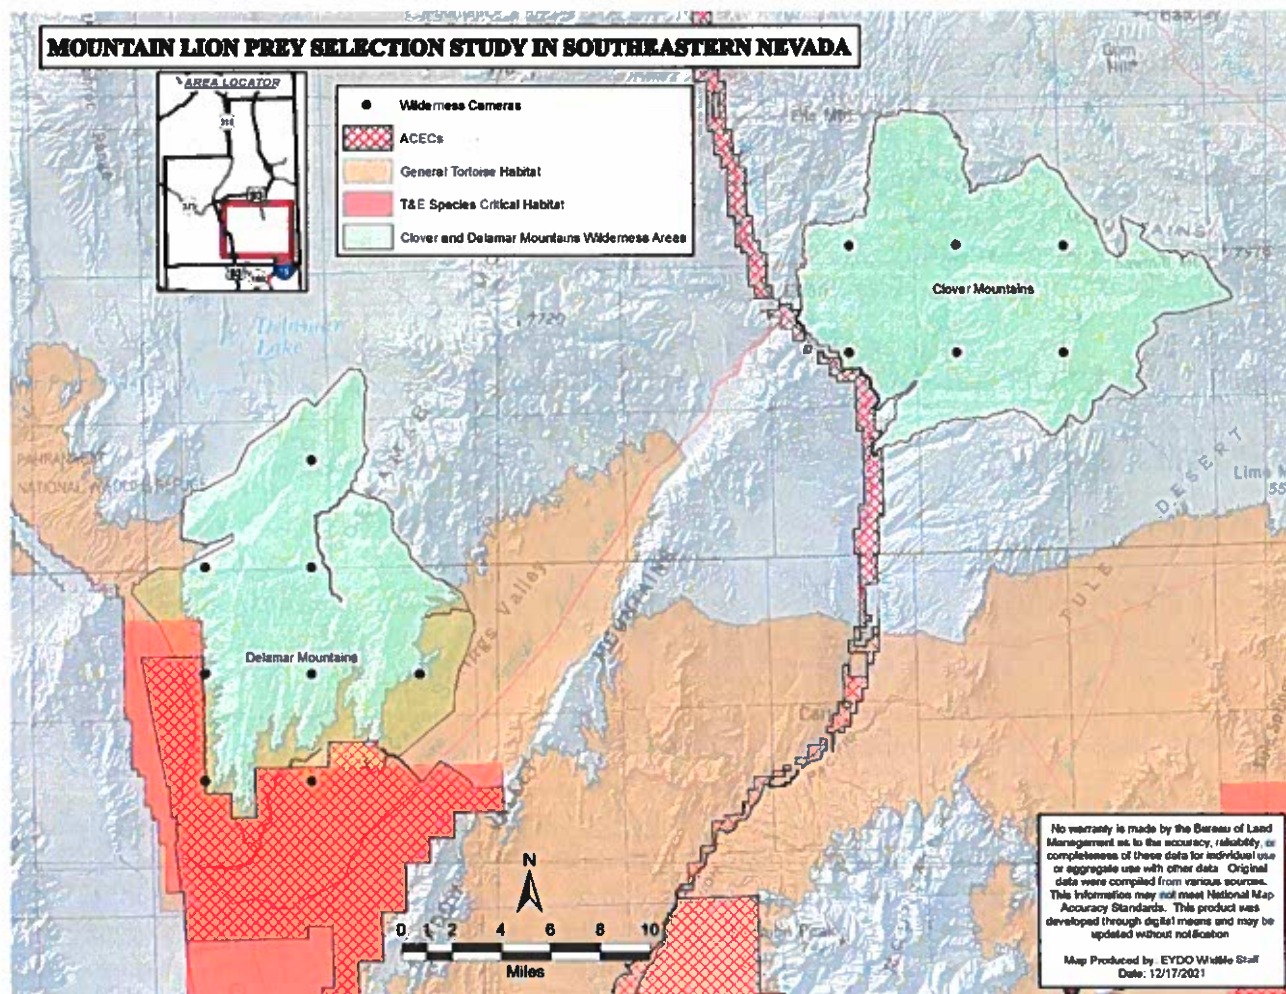 MOUNTAIN LION PREY SELECTION STUDY IN SOUTHEASTERN NEVADA
AREA LOCATOR
93
Wilderness Cameras
ACECs
General Tortoise Habitat
T&E Species Critical Habitat
Clover and Delamar Mountains Wilderness Areas
Clover Mountains
7720
Delamar
Lake
NATIONAL WILDLIFE REFUGE
DESERT
TULE
Lime
55
Valley
Delamar Mountains
N
0 1 2 4 6 8 10
Miles
No warranty is made by the Bureau of Land
Management as to the accuracy, reliability, or
completeness of these data for individual use
or aggregate use with other data. Original
data were compiled from various sources.
This information may not meet National Map
Accuracy Standards. This product was
developed through digital means and may be
updated without notification
Map Produced by: EYDO Wildlife Staff
Date: 12/17/2021